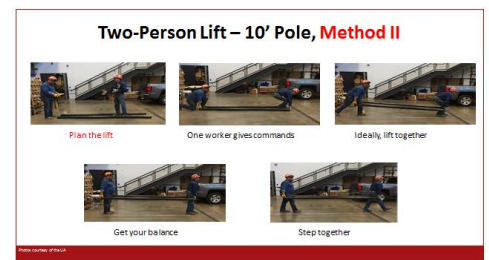 Two-Person Lift – 10' Pole, Method II
Plan the lift
One worker gives commands
Ideally, lift together
Get your balance
Step together
Photos courtesy of the UA